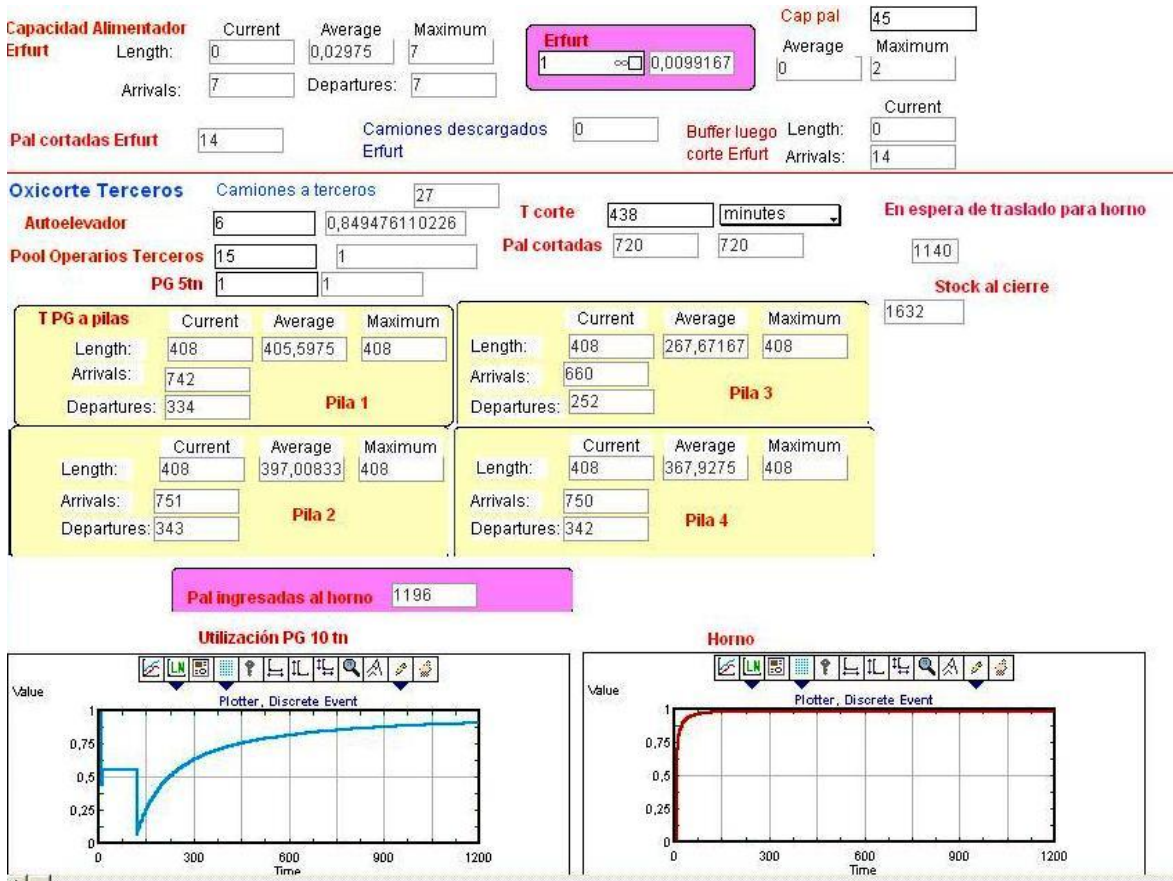 Capacidad Alimentador Current Average Maximum Cap pal 45
Erfurt Length: 0 0,02975 7 Erfurt Average Maximum
1 0,0099167 0 2
Arrivals: 7 Departures: 7
Current
Pal cortadas Erfurt 14 Camiones descargados 0 Buffer luego Length: 0
Erfurt corte Erfurt Arrivals: 14
Oxicorte Terceros Camiones a terceros 27
Autoelevador 6 0,849476110226 T corte 438 minutes En espera de traslado para horno
Pool Operarios Terceros 15 1 Pal cortadas 720 720 1140
PG 5tn 1 1 Stock al cierre
1632
T PG a pilas Current Average Maximum
Length: 408 405,5975 408
Arrivals: 742
Departures: 334 Pila 1
Current Average Maximum
Length: 408 267,67167 408
Arrivals: 660
Departures: 252 Pila 3
Current Average Maximum
Length: 408 397,00833 408
Arrivals: 751
Departures: 343 Pila 2
Current Average Maximum
Length: 408 367,9275 408
Arrivals: 750
Departures: 342 Pila 4
Pal ingresadas al horno 1196
Utilización PG 10 tn
LN
Value
Plotter, Discrete Event
1
0,75
0,5
0,25
0
0 300 600 900 1200
Time
Horno
LN
Value
Plotter, Discrete Event
1
0,75
0,5
0,25
0
0 300 600 900 1200
Time